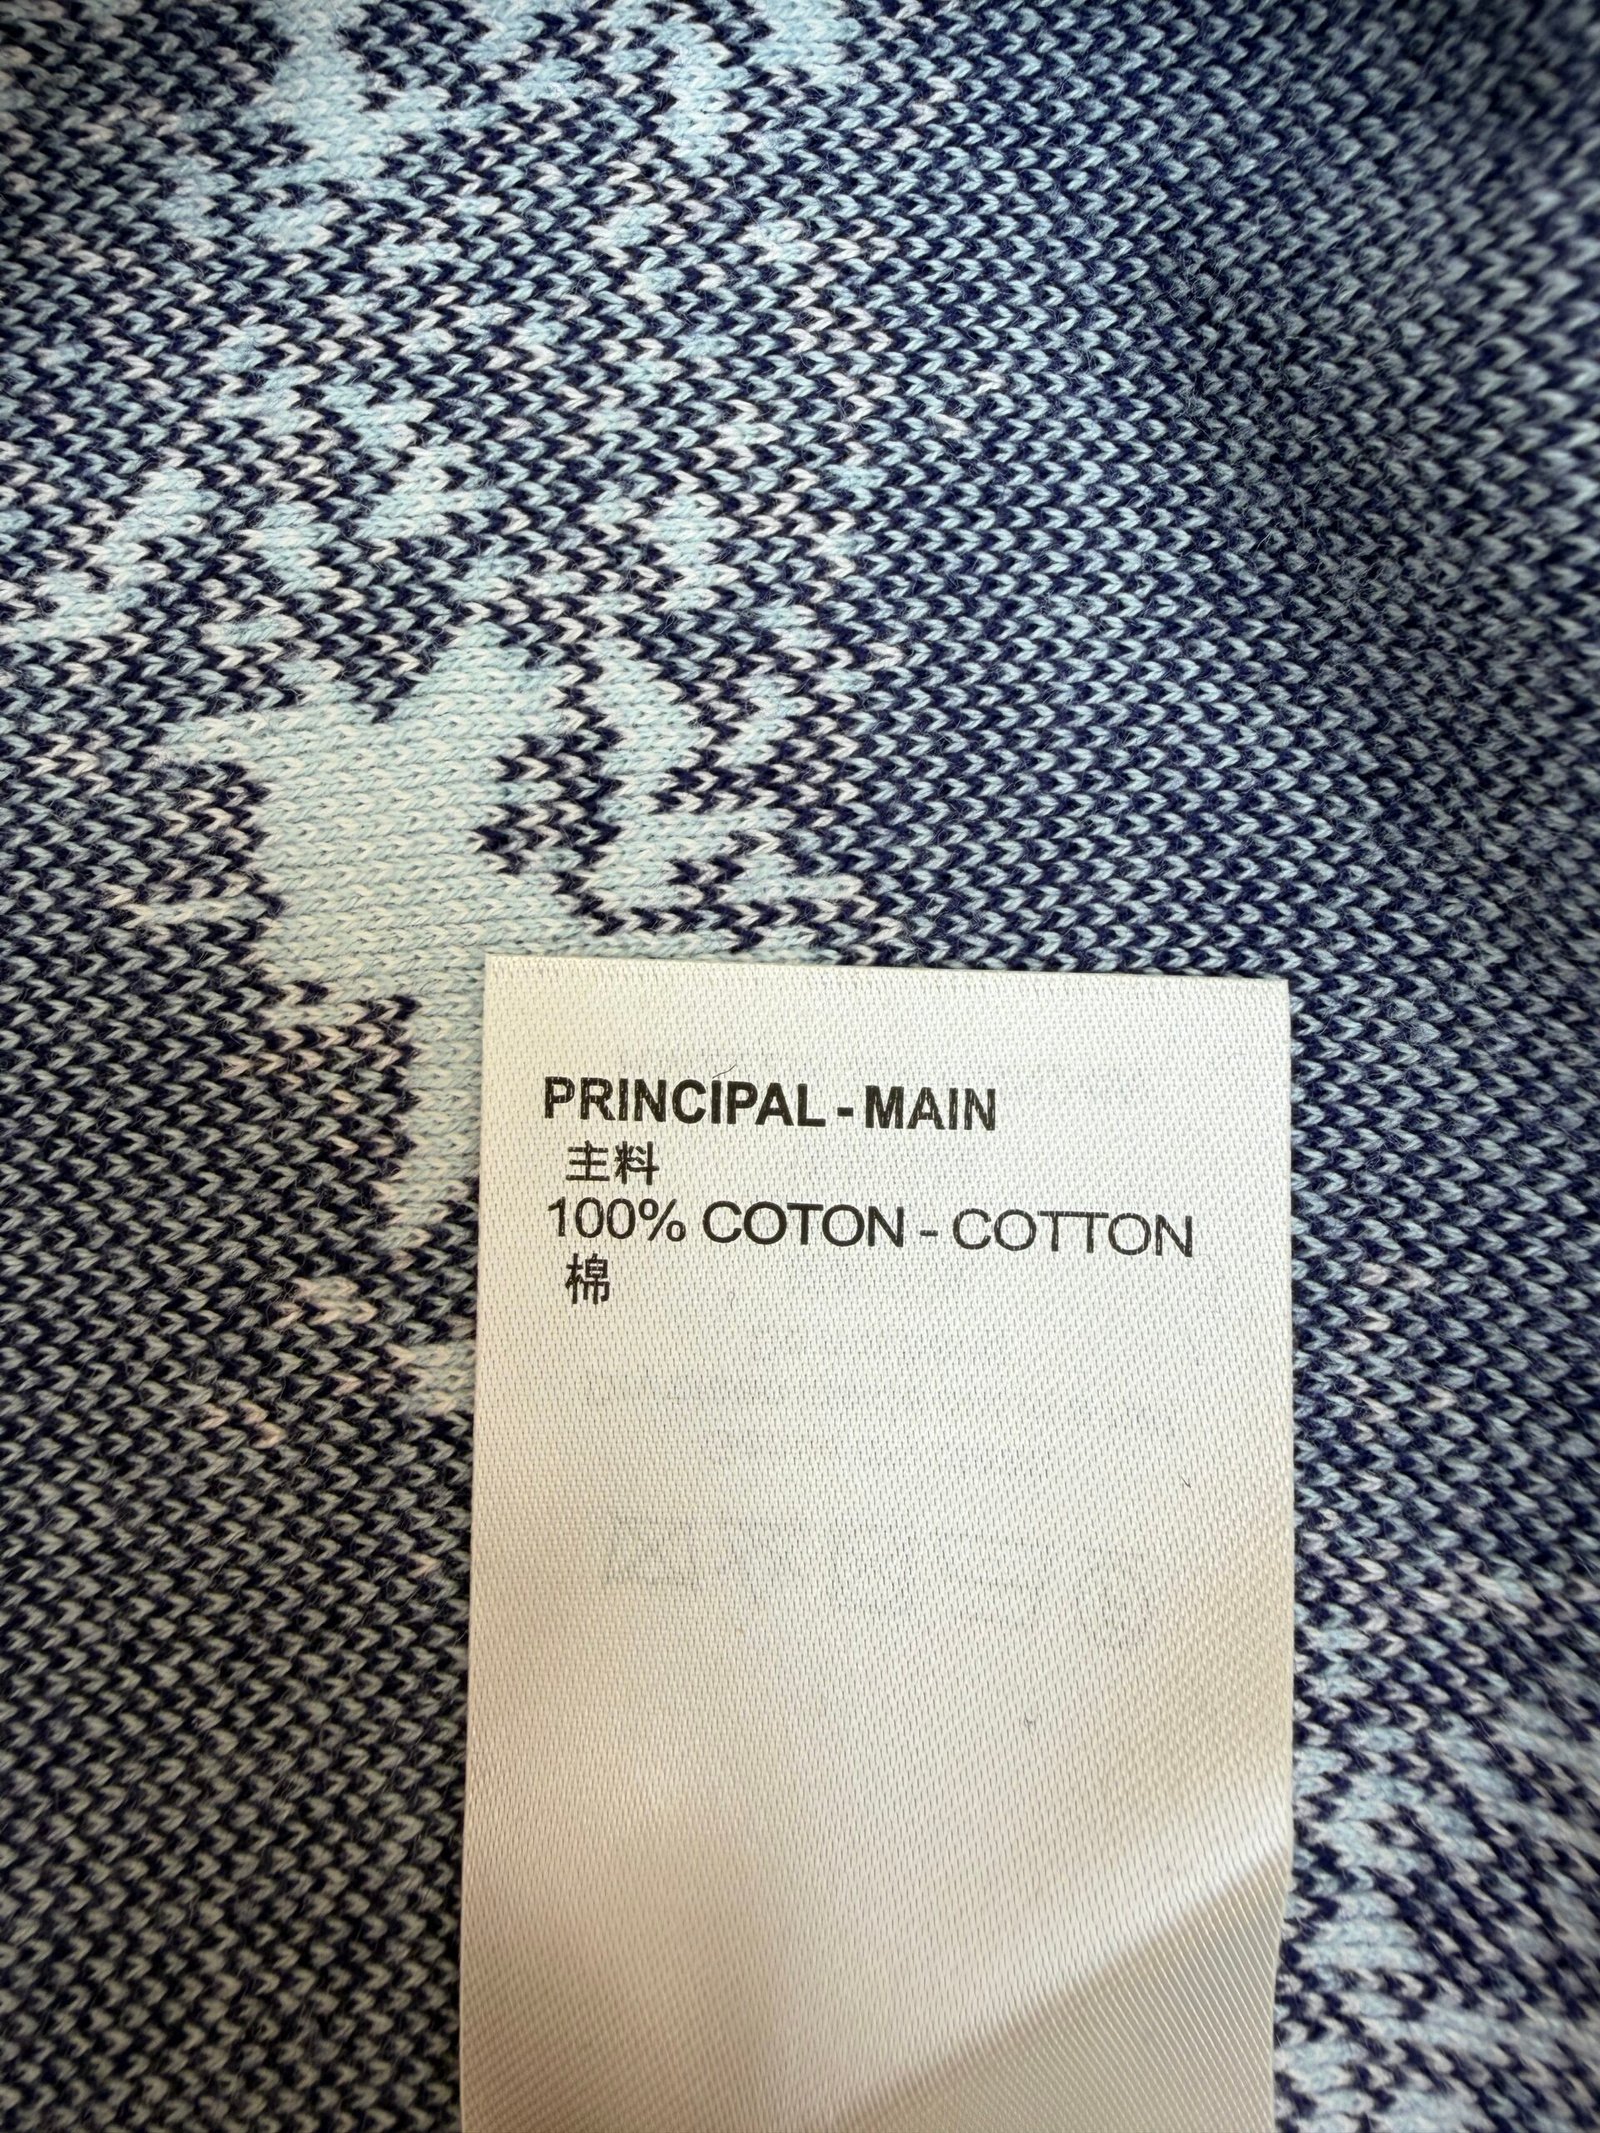 PRINCIPAL - MAIN
主料
100% COTON - COTTON
棉